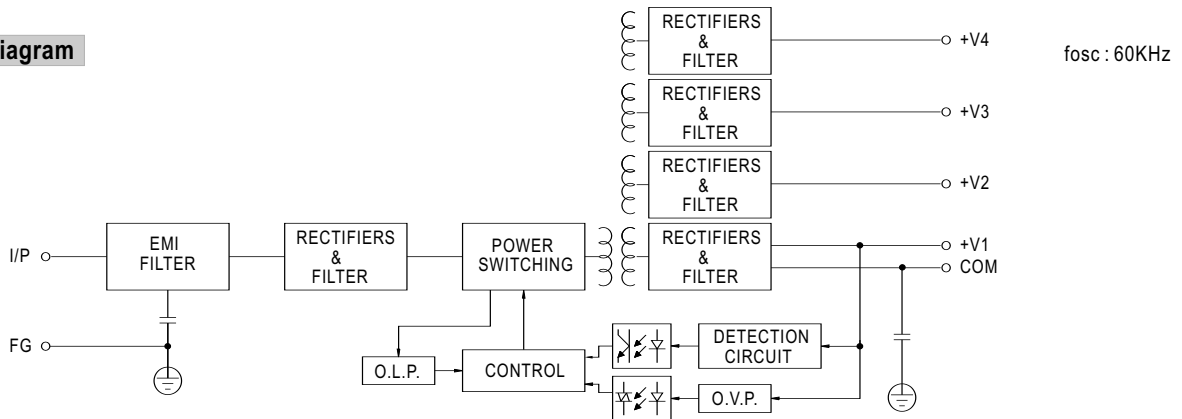 iagram
RECTIFIERS
&
FILTER
+V4
fosc : 60KHz
RECTIFIERS
&
FILTER
+V3
RECTIFIERS
&
FILTER
+V2
I/P
EMI
FILTER
RECTIFIERS
&
FILTER
POWER
SWITCHING
RECTIFIERS
&
FILTER
+V1
COM
FG
O.L.P.
CONTROL
DETECTION
CIRCUIT
O.V.P.